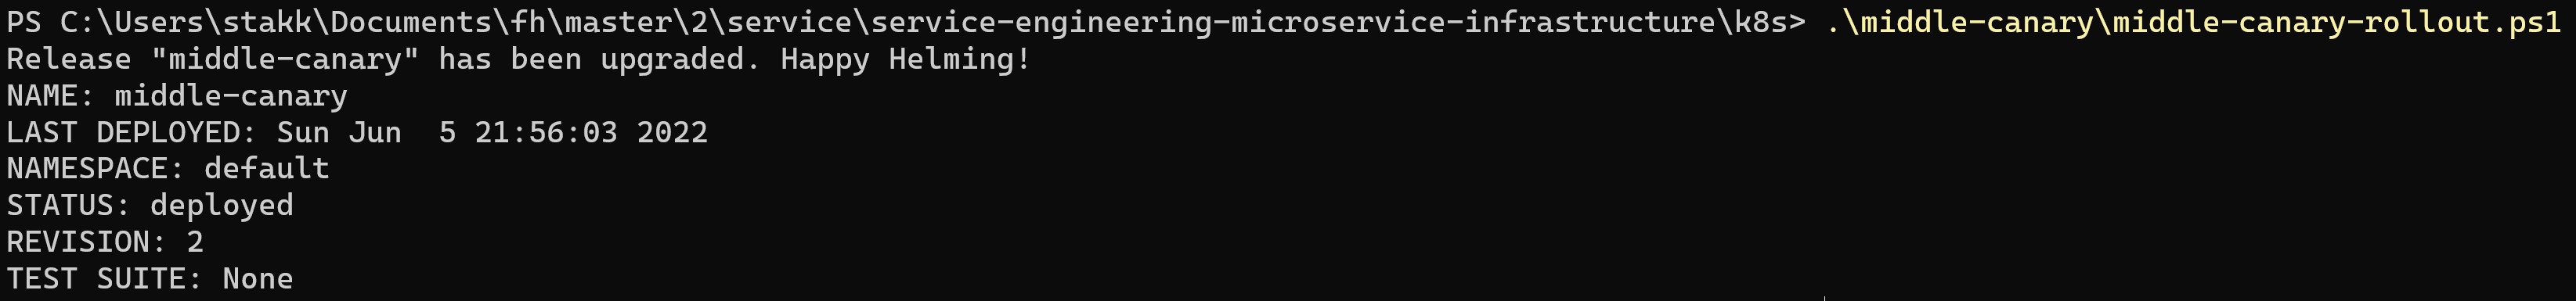 PS C:\Users\stakk\Documents\fh\master\2\service\service-engineering-microservice-infrastructure\k8s> .\middle-canary\middle-canary-rollout.ps1
Release "middle-canary" has been upgraded. Happy Helming!
NAME: middle-canary
LAST DEPLOYED: Sun Jun  5 21:56:03 2022
NAMESPACE: default
STATUS: deployed
REVISION: 2
TEST SUITE: None